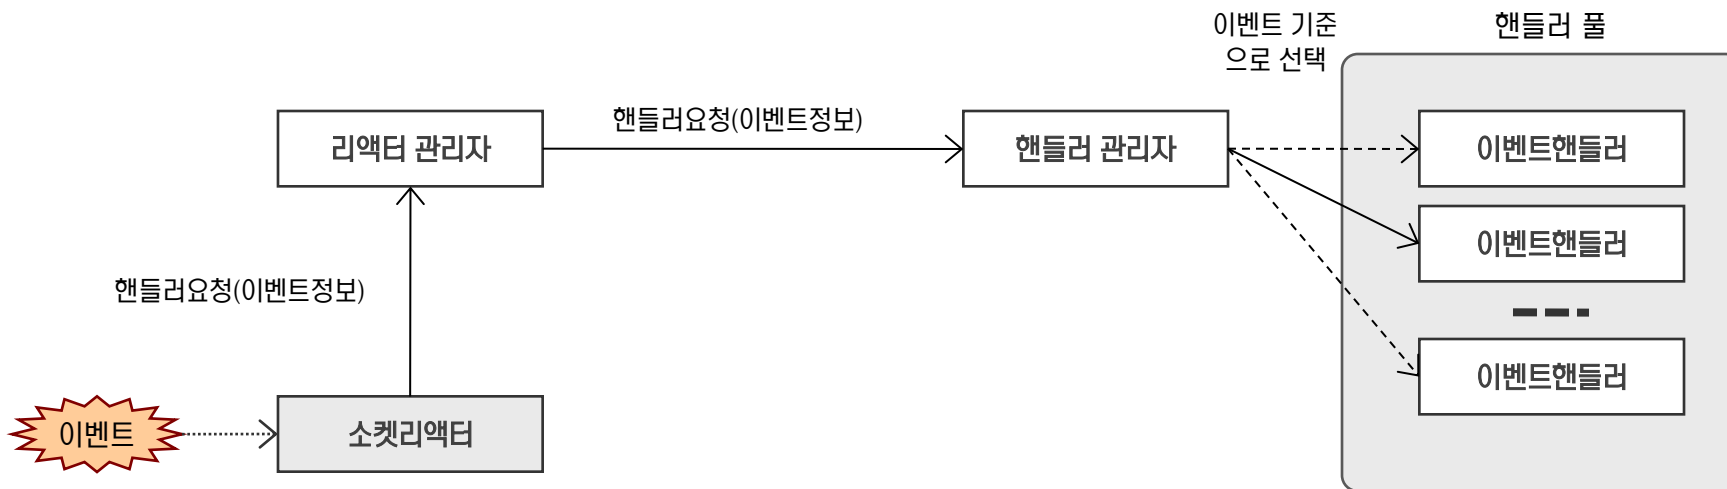 이벤트 기준
으로 선택
핸들러 풀
리액터 관리자
핸들러요청(이벤트정보)
핸들러 관리자
이벤트핸들러
이벤트핸들러
핸들러요청(이벤트정보)
이벤트핸들러
이벤트
소켓리액터